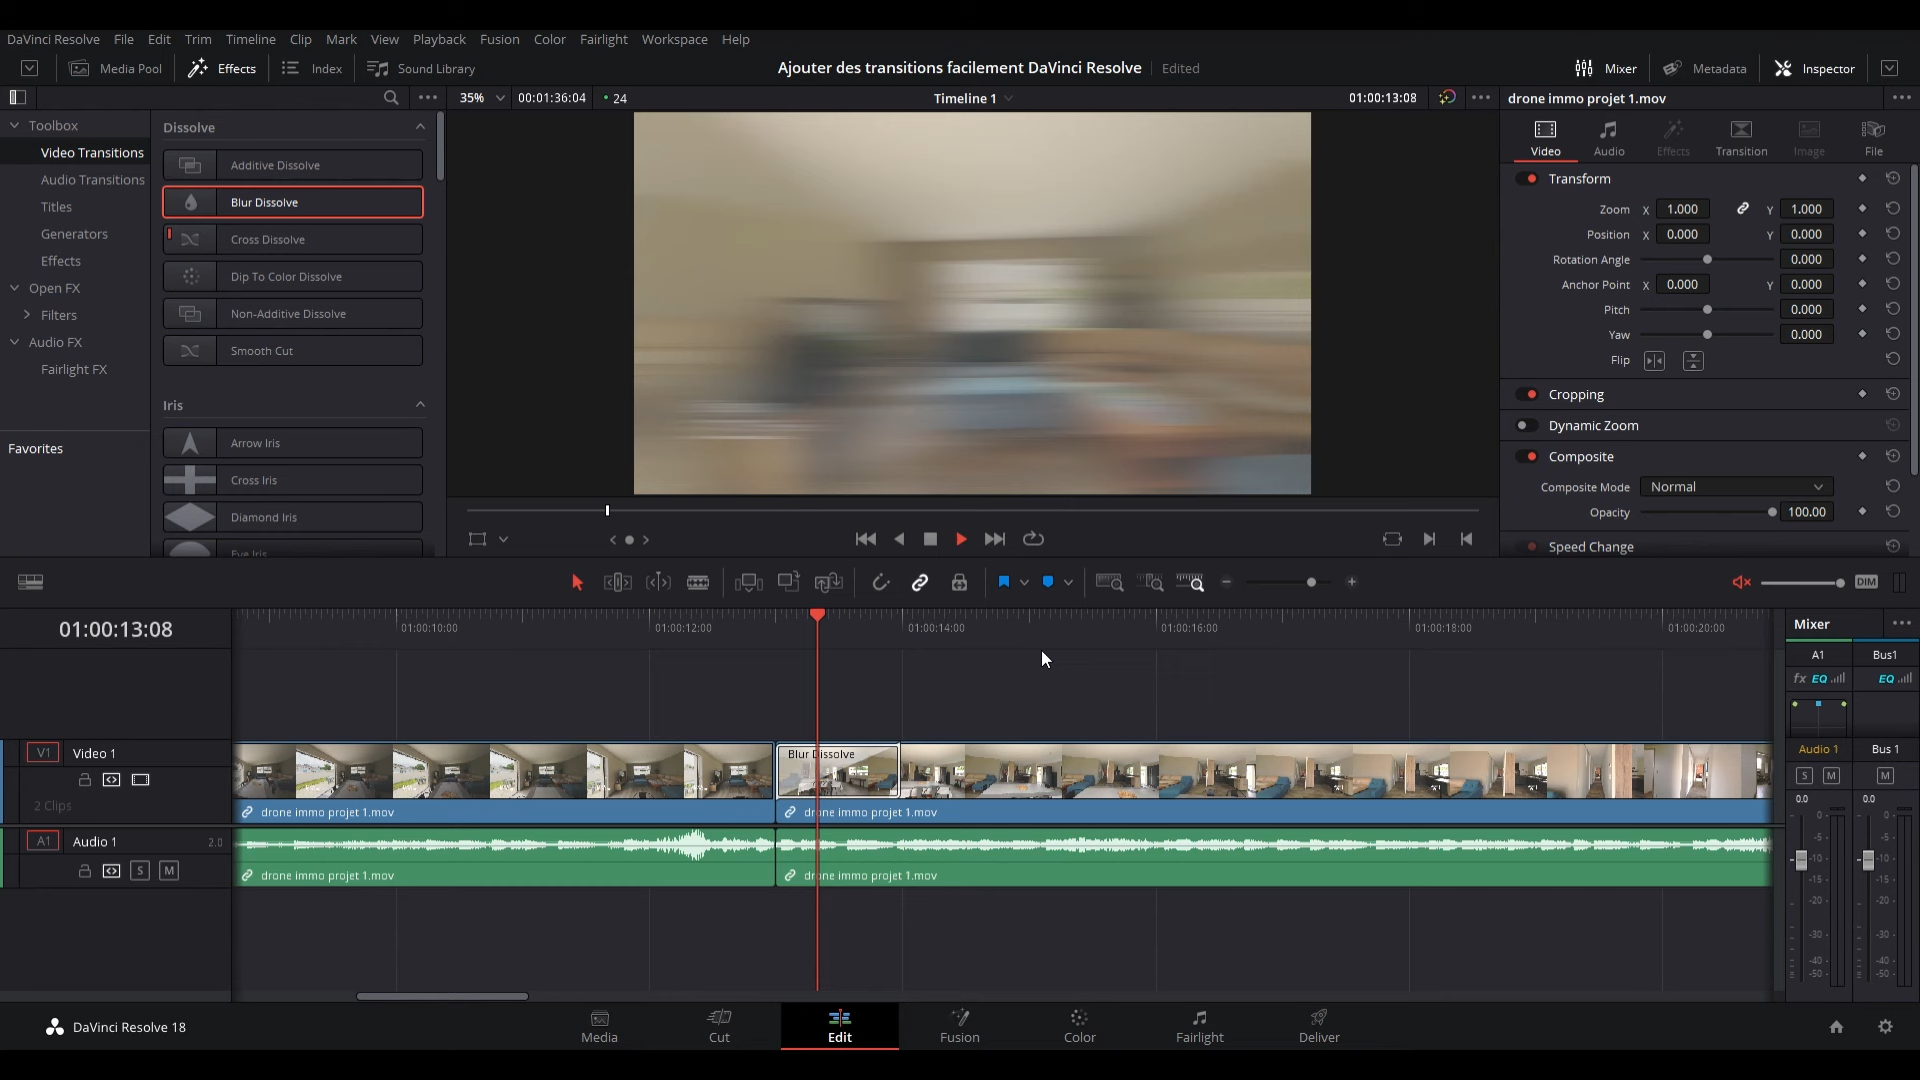 DaVinci Resolve File Edit Trim Timeline Clip Mark View Playback Fusion Color Fairlight Workspace Help
Media Pool Effects Index Sound Library Ajouter des transitions facilement DaVinci Resolve Edited Mixer Metadata Inspector
35% 00:01:36:04 24 Timeline 1 01:00:13:08 drone immo projet 1.mov
Toolbox
Video Transitions
Audio Transitions
Titles
Generators
Effects
Open FX
Filters
Audio FX
Fairlight FX
Favorites
Dissolve
Additive Dissolve
Blur Dissolve
Cross Dissolve
Dip To Color Dissolve
Non-Additive Dissolve
Smooth Cut
Iris
Arrow Iris
Cross Iris
Diamond Iris
Eye Iris
Video Audio Effects Transition Image File
Transform
Zoom X 1.000 Y 1.000
Position X 0.000 Y 0.000
Rotation Angle 0.000
Anchor Point X 0.000 Y 0.000
Pitch 0.000
Yaw 0.000
Flip
Cropping
Dynamic Zoom
Composite
Composite Mode Normal
Opacity 100.00
Speed Change
DIM
01:00:13:08
01:00:10:00 01:00:12:00 01:00:14:00 01:00:16:00 01:00:18:00 01:00:20:00
V1 Video 1
2 Clips
Blur Dissolve
drone immo projet 1.mov drone immo projet 1.mov
A1 Audio 1 2.0
S M
drone immo projet 1.mov drone immo projet 1.mov
Mixer
A1 Bus1
fx EQ EQ
Audio 1 Bus 1
S M M
0.0 0.0
0- 0-
-5- -5-
-10- -10-
-15- -15-
-20- -20-
-30- -30-
-40- -40-
-50- -50-
DaVinci Resolve 18
Media Cut Edit Fusion Color Fairlight Deliver